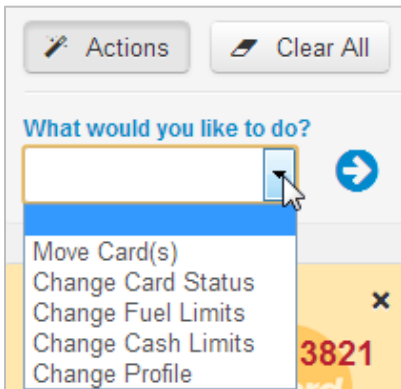 Actions
Clear All
What would you like to do?
Move Card(s)
Change Card Status
Change Fuel Limits
Change Cash Limits
3821
Change Profile